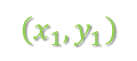 (x₁, y₁)